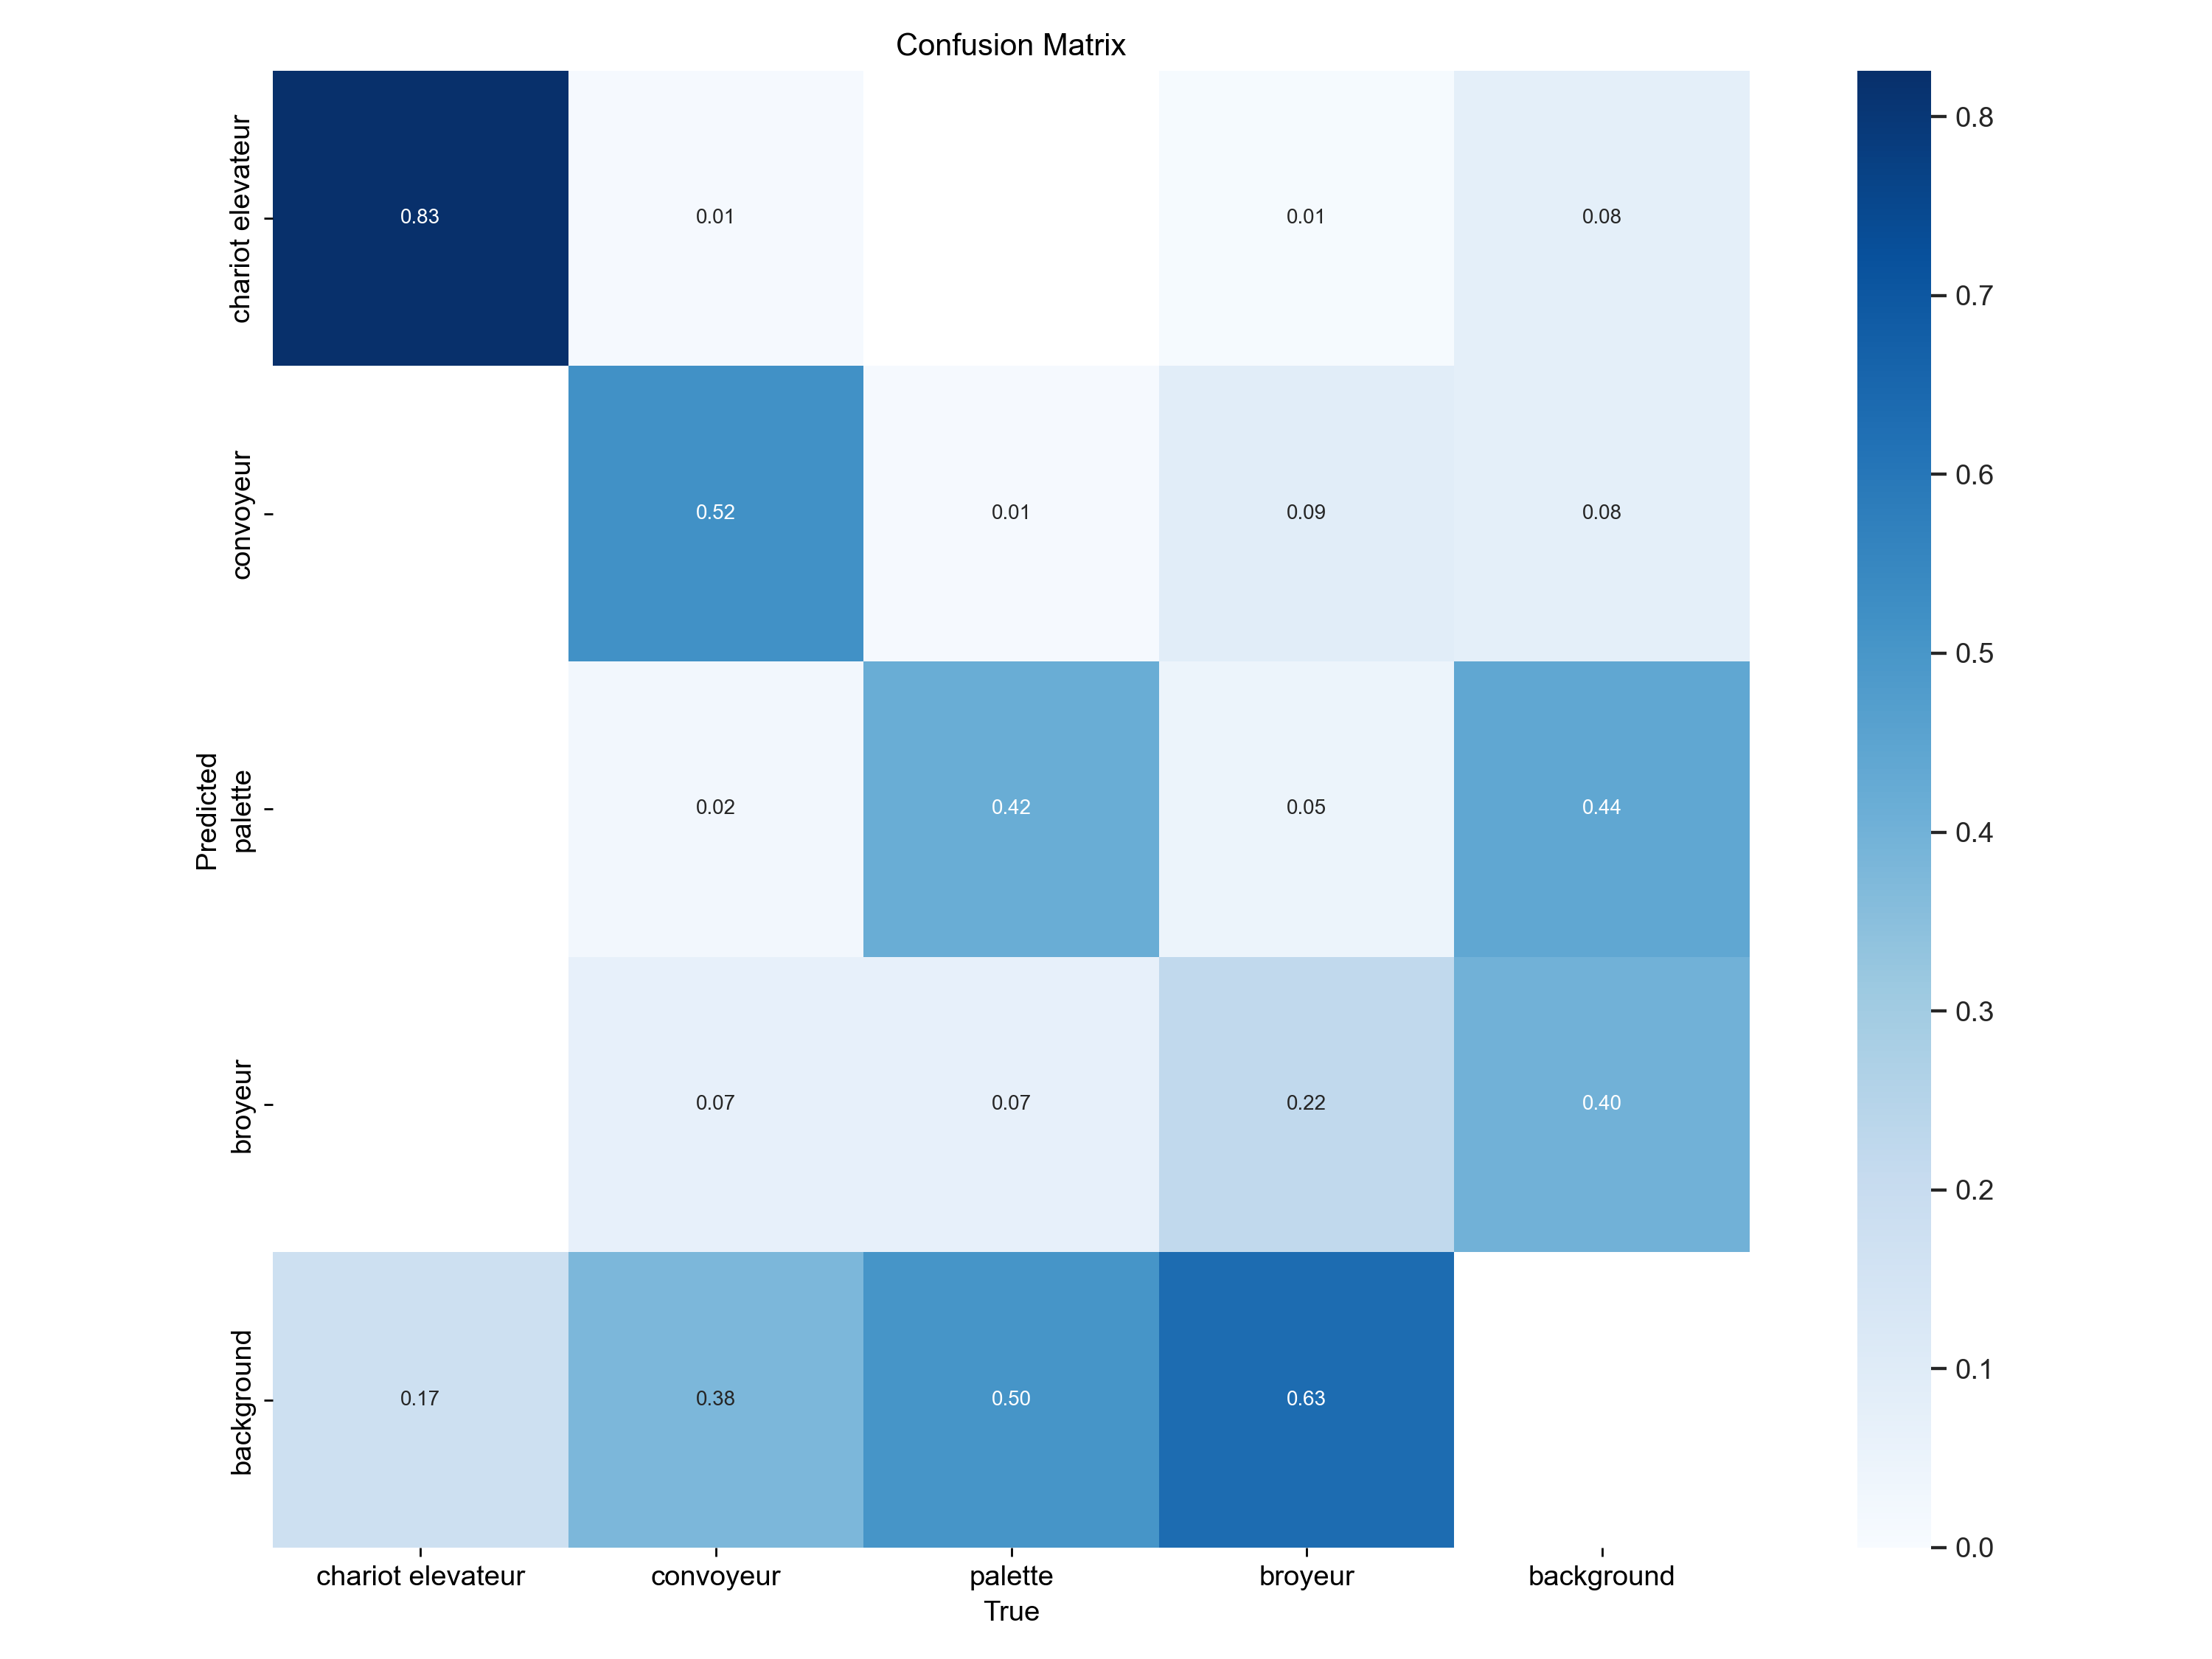 Confusion Matrix
chariot elevateur
0.83
0.01
0.01
0.08
0.8
0.7
convoyeur
0.52
0.01
0.09
0.08
0.6
0.5
Predicted
palette
0.02
0.42
0.05
0.44
0.4
0.3
broyeur
0.07
0.07
0.22
0.40
0.2
0.1
background
0.17
0.38
0.50
0.63
0.0
chariot elevateur
convoyeur
palette
broyeur
background
True